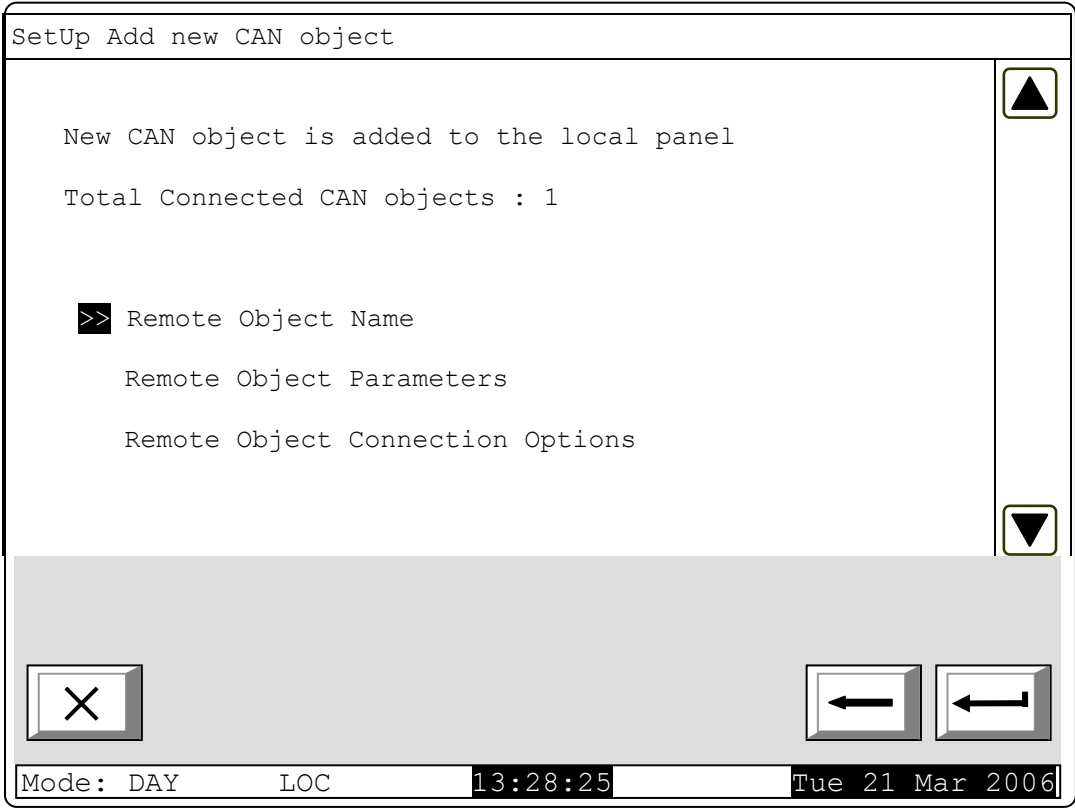 SetUp Add new CAN object
New CAN object is added to the local panel
Total Connected CAN objects : 1
>> Remote Object Name
Remote Object Parameters
Remote Object Connection Options
Mode: DAY LOC 13:28:25 Tue 21 Mar 2006